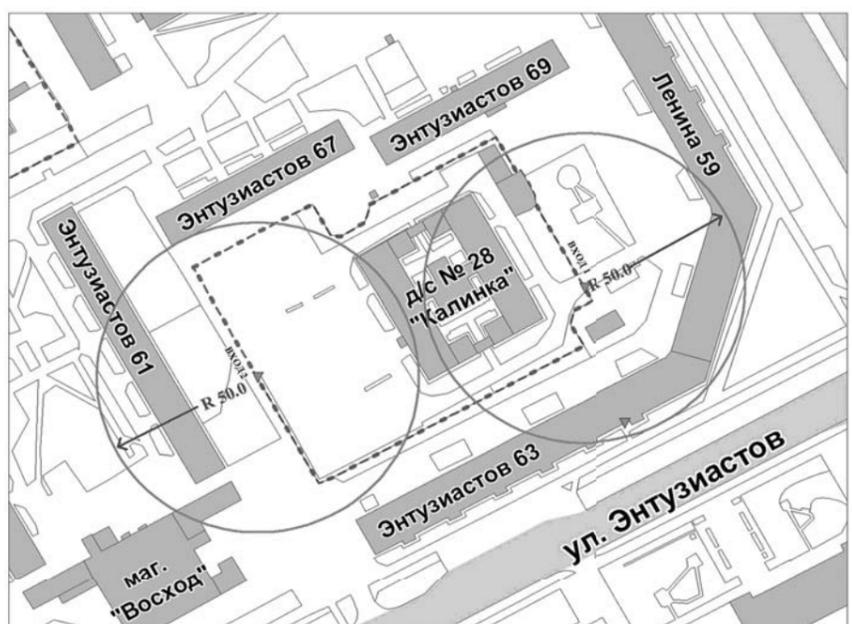 Энтузиастов 69
Ленина 59
Энтузиастов 67
Энтузиастов 61
д/с № 28
"Калинка"
ВХОД
R 50.0
ВХОД 2
R 50.0
Энтузиастов 63
ул. Энтузиастов
маг.
"Восход"